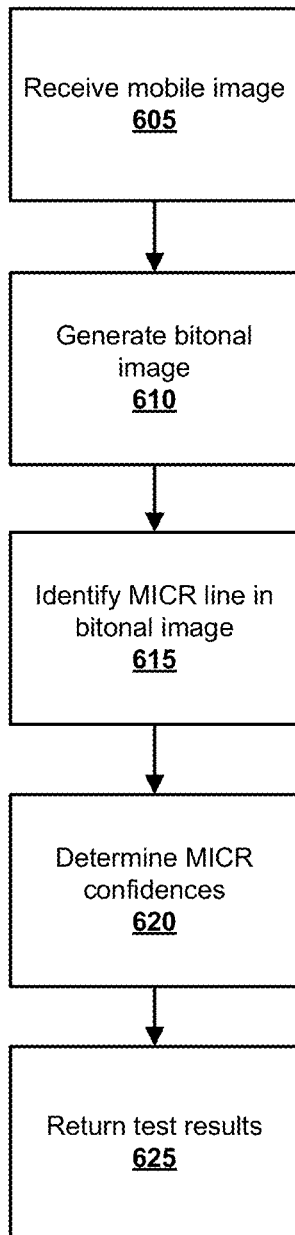 Receive mobile image
605
Generate bitonal
image
610
Identify MICR line in
bitonal image
615
Determine MICR
confidences
620
Return test results
625